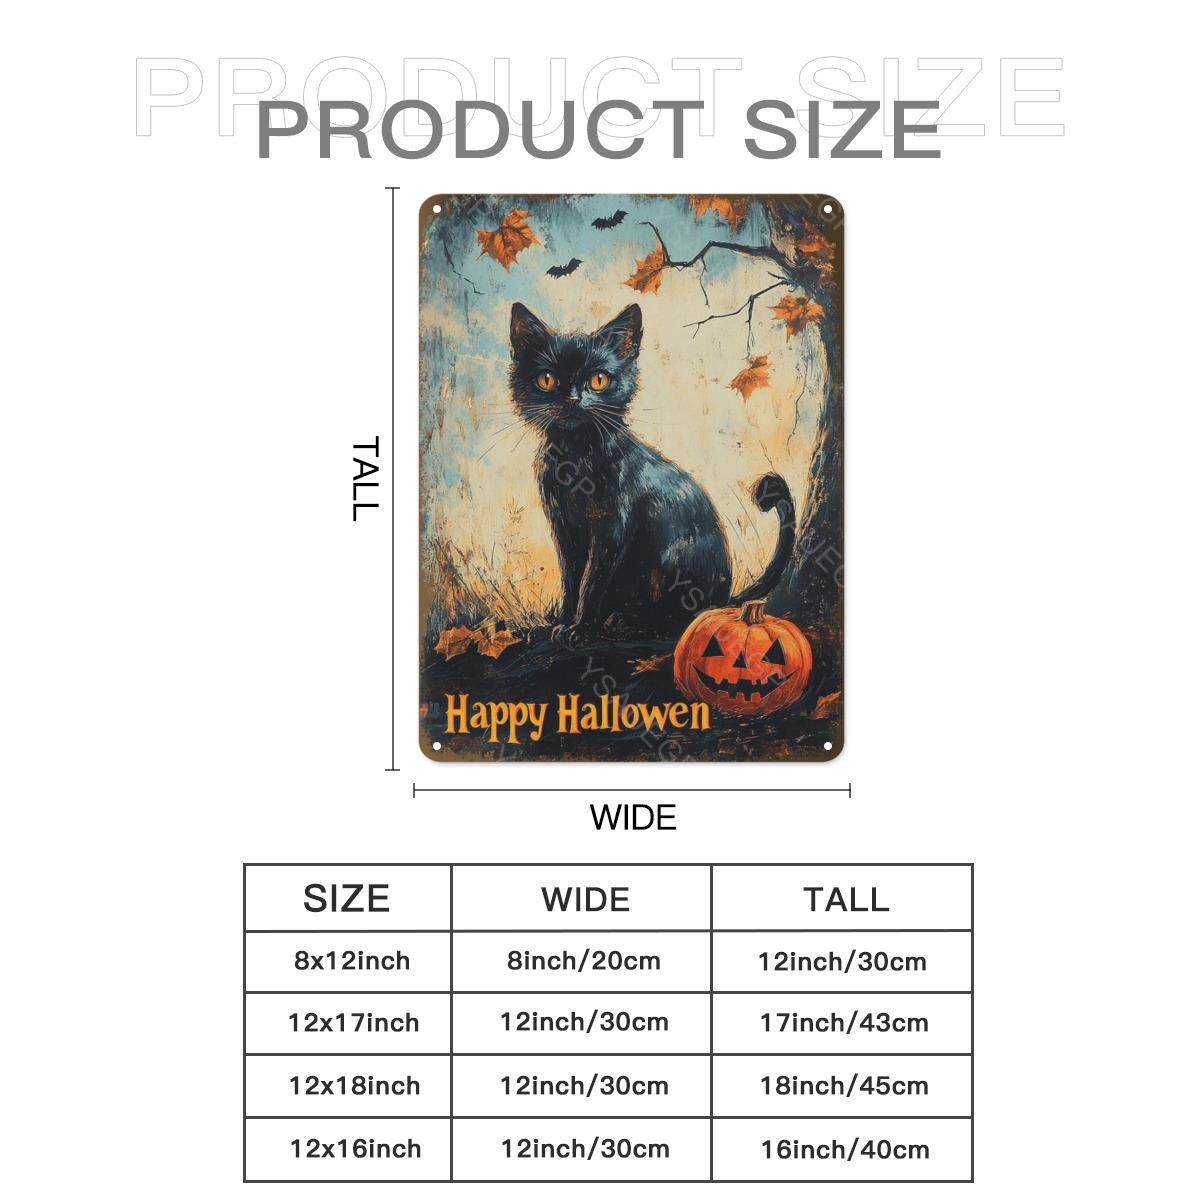 PRODUCT SIZE
PRODUCT SIZE
TALL
Happy Hallowen
WIDE
SIZE WIDE TALL
8x12inch 8inch/20cm 12inch/30cm
12x17inch 12inch/30cm 17inch/43cm
12x18inch 12inch/30cm 18inch/45cm
12x16inch 12inch/30cm 16inch/40cm